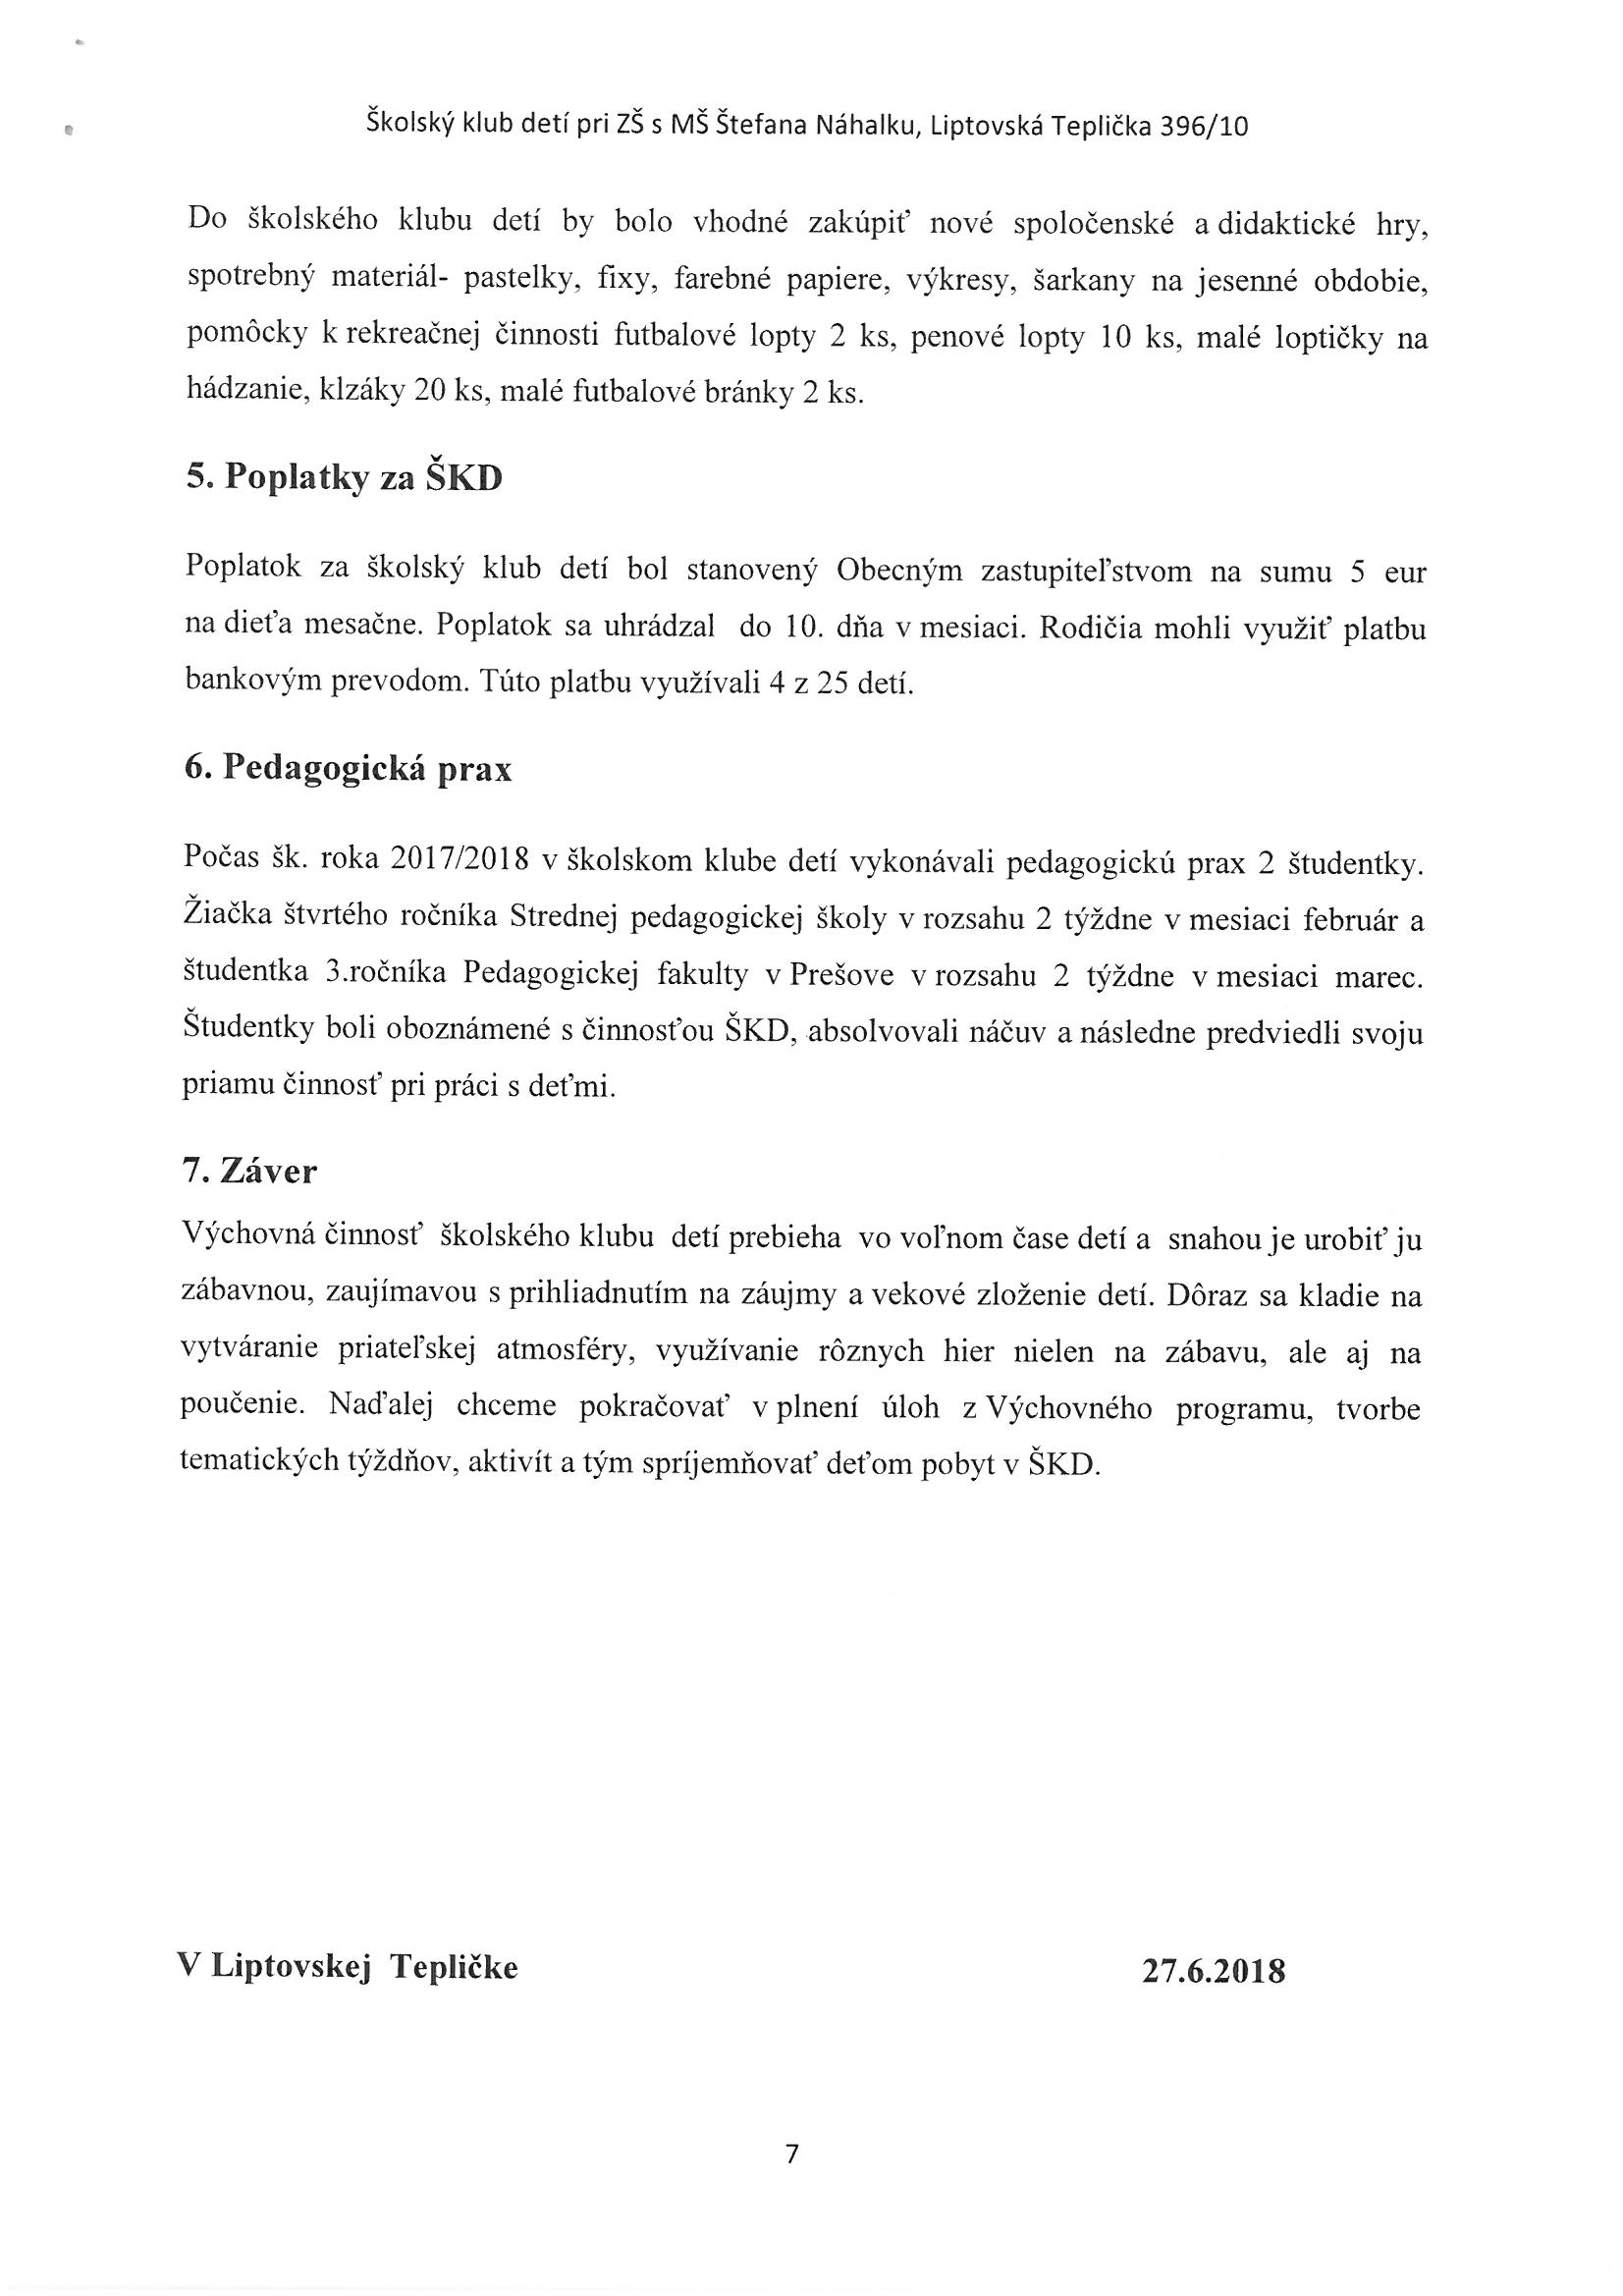 Školský klub detí pri ZŠ s MŠ Štefana Náhalku, Liptovská Teplička 396/10
Do školského klubu detí by bolo vhodné zakúpiť nové spoločenské a didaktické hry,
spotrebný materiál- pastelky, fixy, farebné papiere, výkresy, šarkany na jesenné obdobie,
pomôcky k rekreačnej činnosti futbalové lopty 2 ks, penové lopty 10 ks, malé loptičky na
hádzanie, klzáky 20 ks, malé futbalové bránky 2 ks.
5. Poplatky za ŠKD
Poplatok za školský klub detí bol stanovený Obecným zastupiteľstvom na sumu 5 eur
na dieťa mesačne. Poplatok sa uhrádzal do 10. dňa v mesiaci. Rodičia mohli využiť platbu
bankovým prevodom. Túto platbu využívali 4 z 25 detí.
6. Pedagogická prax
Počas šk. roka 2017/2018 v školskom klube detí vykonávali pedagogickú prax 2 študentky.
Žiačka štvrtého ročníka Strednej pedagogickej školy v rozsahu 2 týždne v mesiaci február a
študentka 3.ročníka Pedagogickej fakulty v Prešove v rozsahu 2 týždne v mesiaci marec.
Študentky boli oboznámené s činnosťou ŠKD, absolvovali náčuv a následne predviedli svoju
priamu činnosť pri práci s deťmi.
7. Záver
Výchovná činnosť školského klubu detí prebieha vo voľnom čase detí a snahou je urobiť ju
zábavnou, zaujímavou s prihliadnutím na záujmy a vekové zloženie detí. Dôraz sa kladie na
vytváranie priateľskej atmosféry, využívanie rôznych hier nielen na zábavu, ale aj na
poučenie. Naďalej chceme pokračovať v plnení úloh z Výchovného programu, tvorbe
tematických týždňov, aktivít a tým spríjemňovať deťom pobyt v ŠKD.
V Liptovskej Tepličke 27.6.2018
7